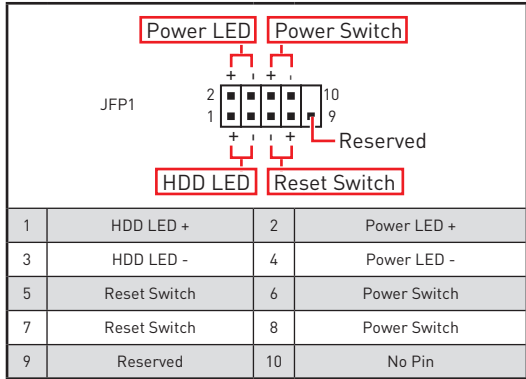 Power LED Power Switch
+ - + -
JFP1
2 10
1 9
+ - - +
Reserved
HDD LED Reset Switch
1 HDD LED + 2 Power LED +
3 HDD LED - 4 Power LED -
5 Reset Switch 6 Power Switch
7 Reset Switch 8 Power Switch
9 Reserved 10 No Pin